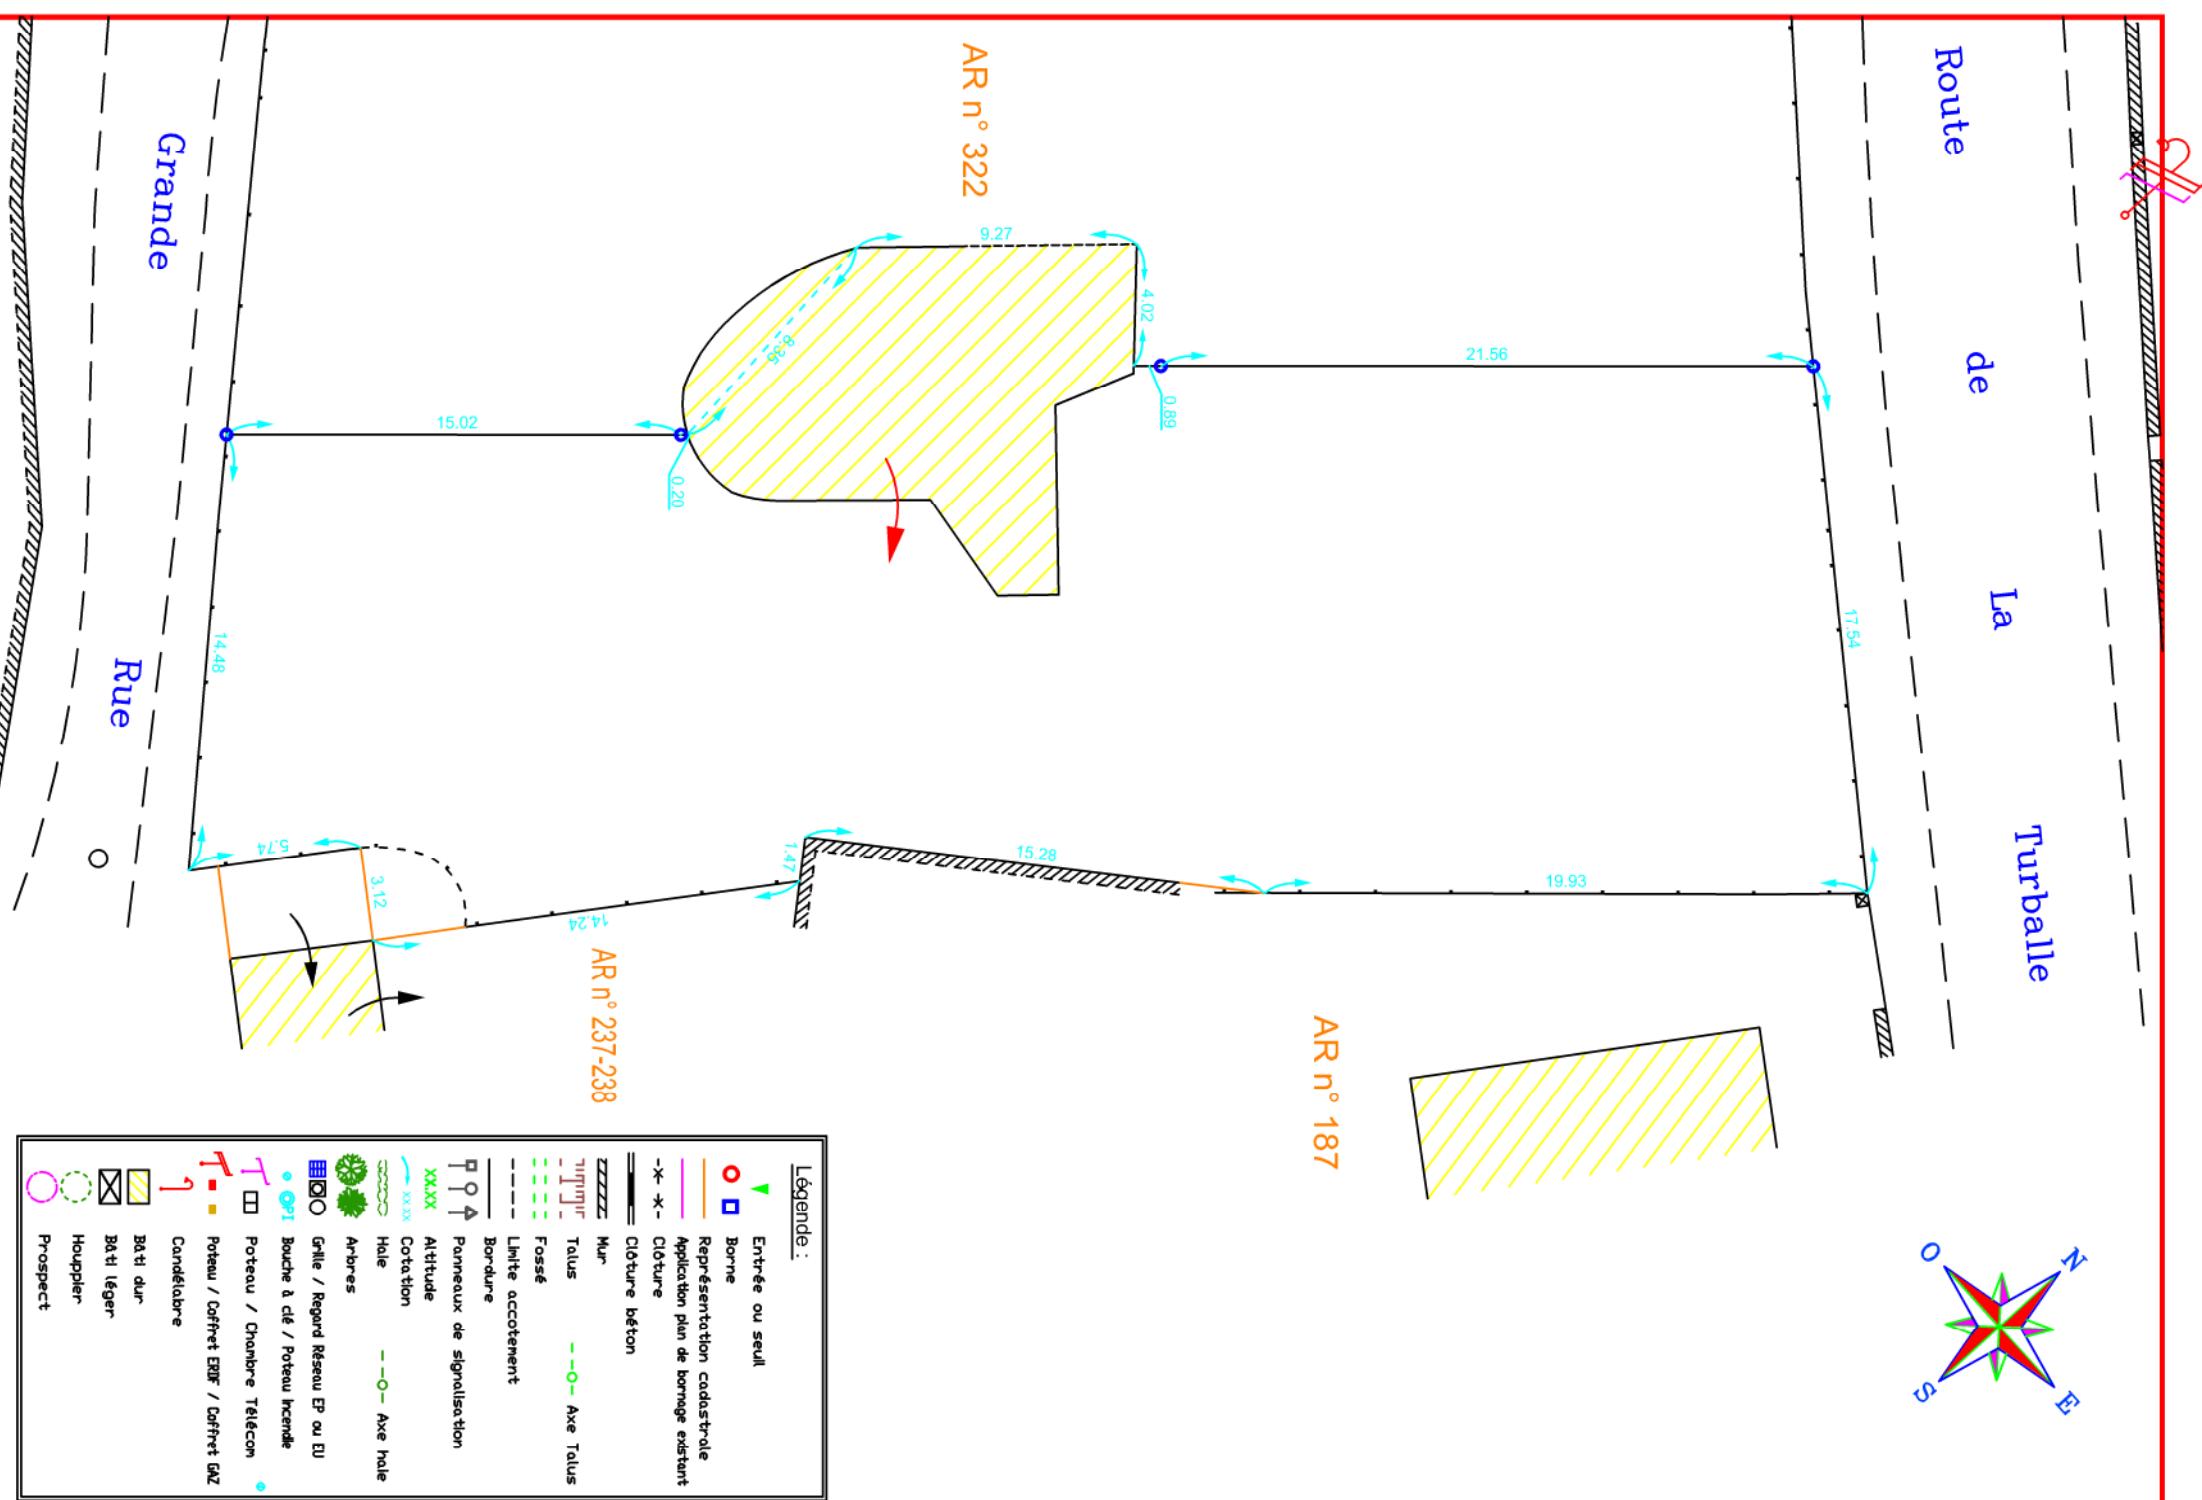 Route
de
La
Turballe
Grande
Rue
AR n° 322
AR n° 187
AR n° 237-238
9.27
4.02
21.56
0.89
8.35
15.02
0.20
17.54
14.48
5.74
3.12
14.24
1.47
15.28
19.93
N
O
E
S
Légende :
Entrée ou seuil
Borne
Représentation cadastrale
Application plan de bornage existant
Clôture
Clôture béton
Mur
Talus
Axe Talus
Fossé
Limite accotement
Bordure
Panneaux de signalisation
XX.XX Altitude
XX.XX Cotation
Haie
Axe haie
Arbres
Grille / Regard Réseau EP ou EU
PI Bouche à clé / Poteau Incendie
Poteau / Chambre Télécom
Poteau / Coffret ERDF / Coffret GAZ
Candélabre
Bâti dur
Bâti léger
Houppier
Prospect